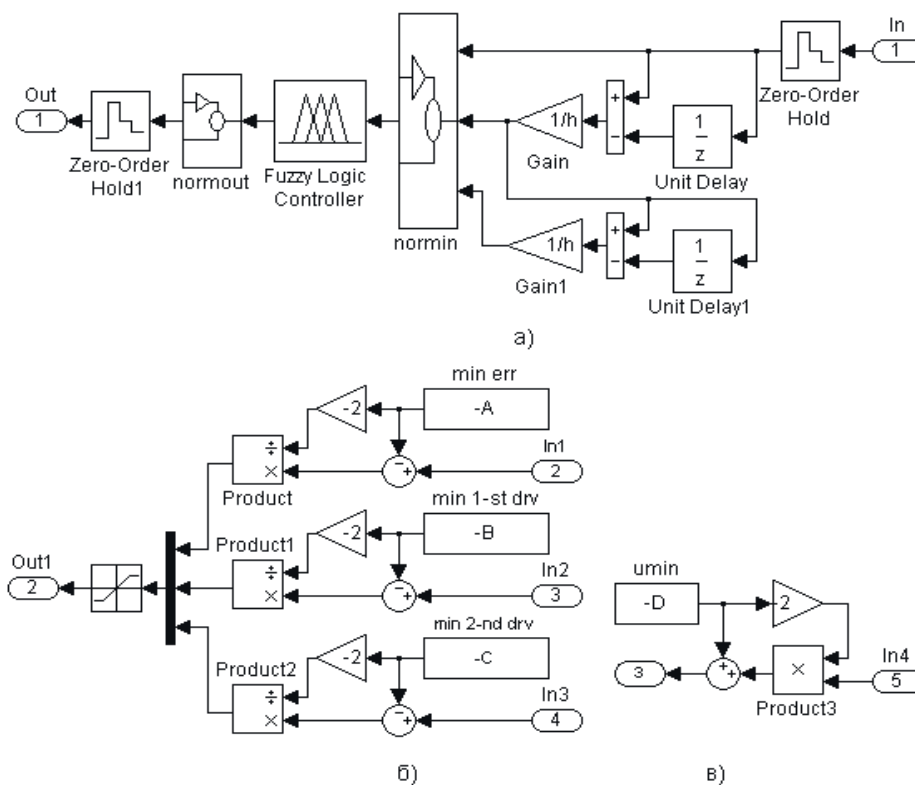 In
1
Zero-Order
Hold
1
z
Unit Delay
+
−
1/h
Gain
1
z
Unit Delay1
+
−
1/h
Gain1
normin
Fuzzy Logic
Controller
normout
Zero-Order
Hold1
Out
1
а)
min err
-A
-2
÷
×
Product
−
+
In1
2
min 1-st drv
-B
-2
Product1
÷
×
−
+
In2
3
Out1
2
min 2-nd drv
-C
-2
Product2
÷
×
−
+
In3
4
б)
umin
-D
-2
+
+
3
×
Product3
In4
5
в)